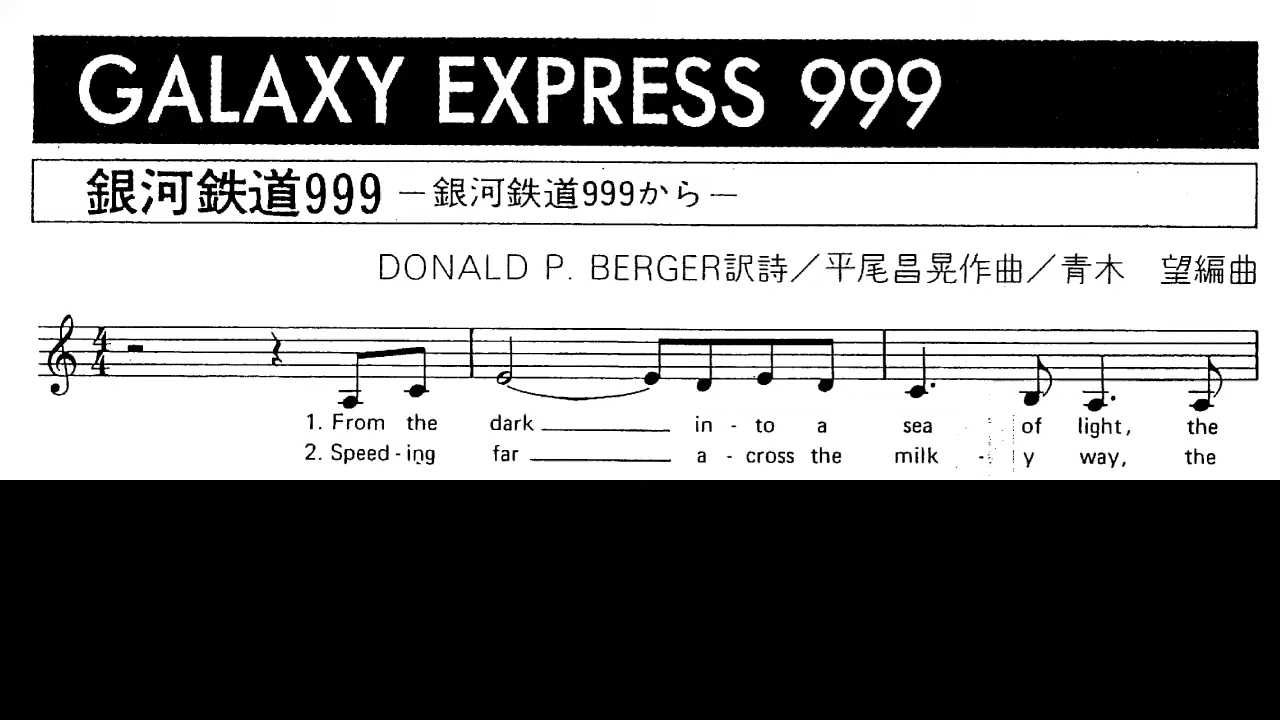 GALAXY EXPRESS 999
銀河鉄道999 −銀河鉄道999から−
DONALD P. BERGER訳詩／平尾昌晃作曲／青木　望編曲
4
4
1. From the dark in - to a sea of light, the
2. Speed - ing far a - cross the milk - y way, the